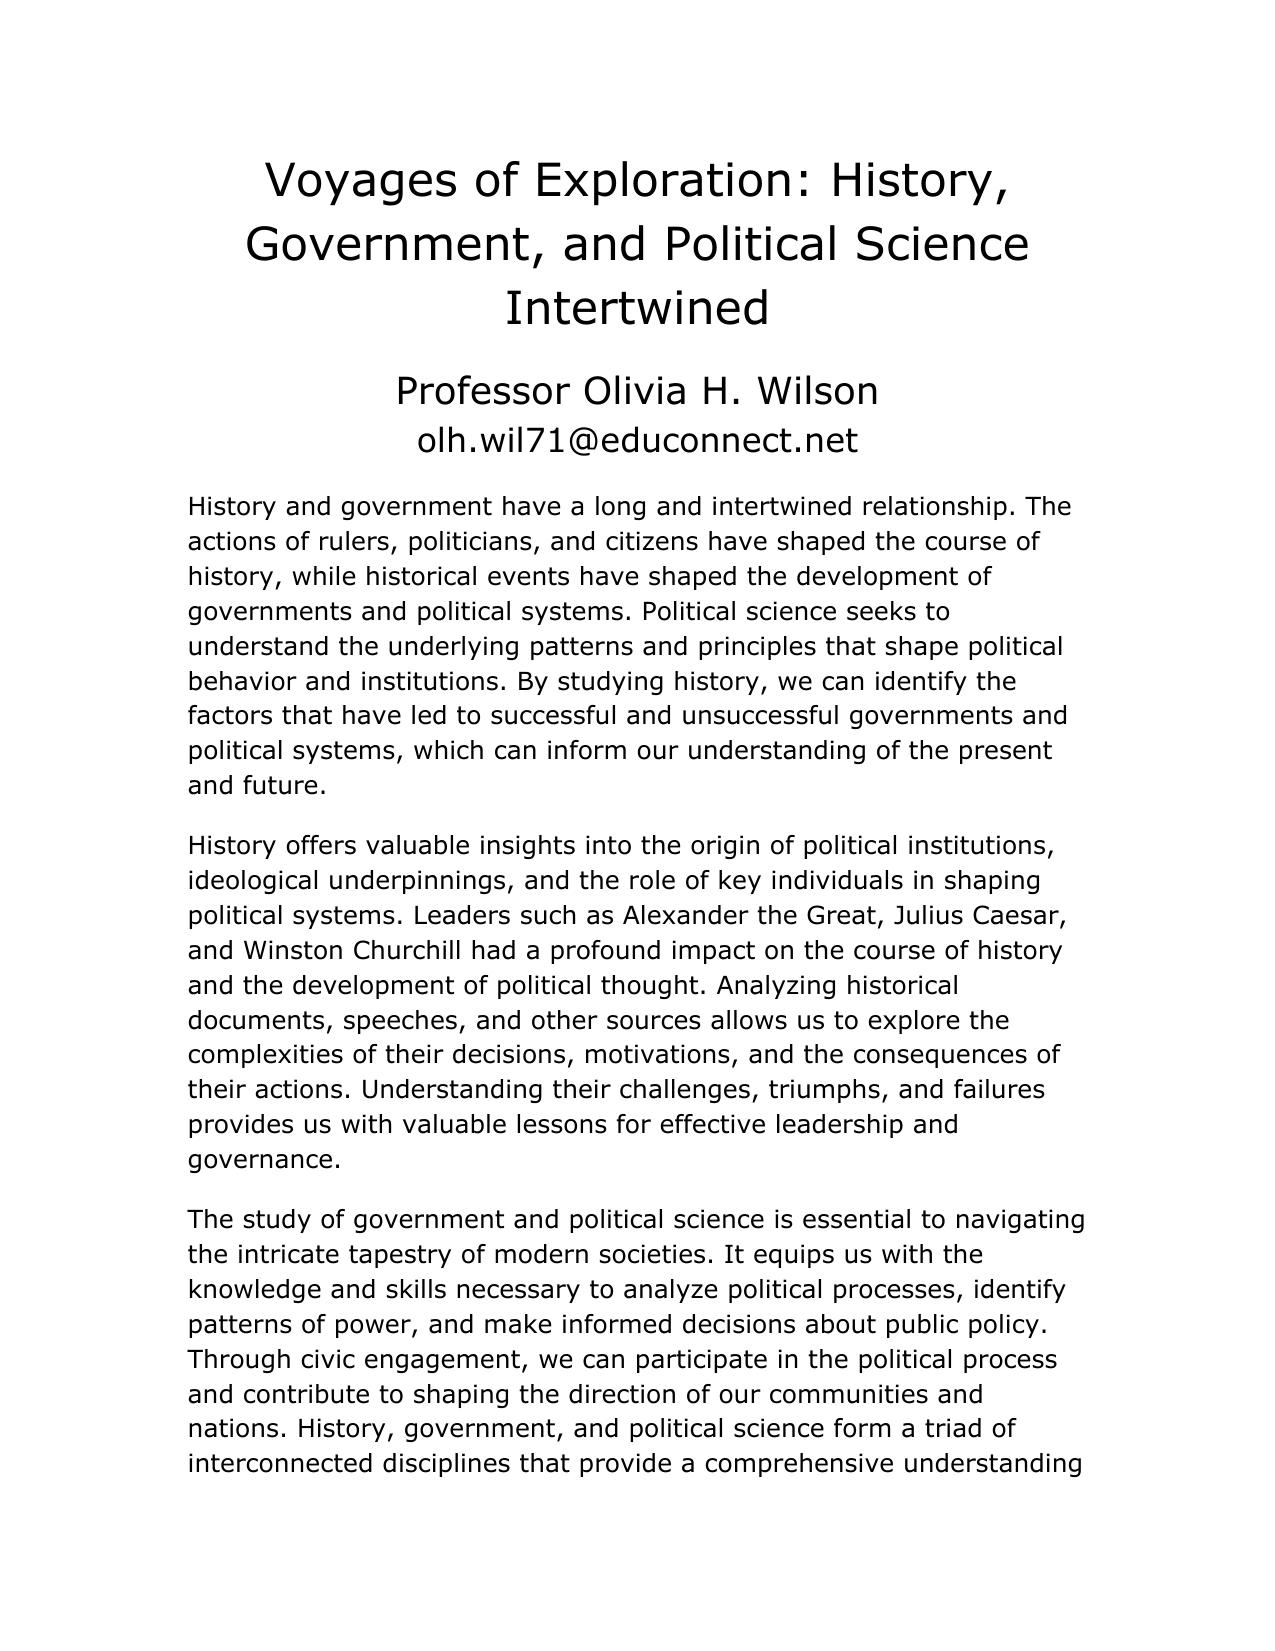 Voyages of Exploration: History,
Government, and Political Science
Intertwined
Professor Olivia H. Wilson
olh.wil71@educonnect.net
History and government have a long and intertwined relationship. The
actions of rulers, politicians, and citizens have shaped the course of
history, while historical events have shaped the development of
governments and political systems. Political science seeks to
understand the underlying patterns and principles that shape political
behavior and institutions. By studying history, we can identify the
factors that have led to successful and unsuccessful governments and
political systems, which can inform our understanding of the present
and future.
History offers valuable insights into the origin of political institutions,
ideological underpinnings, and the role of key individuals in shaping
political systems. Leaders such as Alexander the Great, Julius Caesar,
and Winston Churchill had a profound impact on the course of history
and the development of political thought. Analyzing historical
documents, speeches, and other sources allows us to explore the
complexities of their decisions, motivations, and the consequences of
their actions. Understanding their challenges, triumphs, and failures
provides us with valuable lessons for effective leadership and
governance.
The study of government and political science is essential to navigating
the intricate tapestry of modern societies. It equips us with the
knowledge and skills necessary to analyze political processes, identify
patterns of power, and make informed decisions about public policy.
Through civic engagement, we can participate in the political process
and contribute to shaping the direction of our communities and
nations. History, government, and political science form a triad of
interconnected disciplines that provide a comprehensive understanding